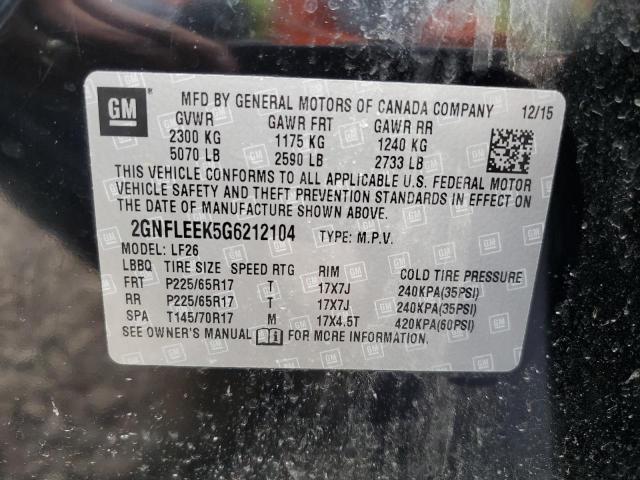 GM MFD BY GENERAL MOTORS OF CANADA COMPANY 12/15
GVWR GAWR FRT GAWR RR
2300 KG 1175 KG 1240 KG
5070 LB 2590 LB 2733 LB
THIS VEHICLE CONFORMS TO ALL APPLICABLE U.S. FEDERAL MOTOR
VEHICLE SAFETY AND THEFT PREVENTION STANDARDS IN EFFECT ON
THE DATE OF MANUFACTURE SHOWN ABOVE.
2GNFLEEK5G6212104 TYPE: M.P.V.
MODEL: LF26
LBBQ TIRE SIZE SPEED RTG RIM COLD TIRE PRESSURE
FRT P225/65R17 T 17X7J 240KPA(35PSI)
RR P225/65R17 T 17X7J 240KPA(35PSI)
SPA T145/70R17 M 17X4.5T 420KPA(60PSI)
SEE OWNER'S MANUAL FOR MORE INFORMATION.